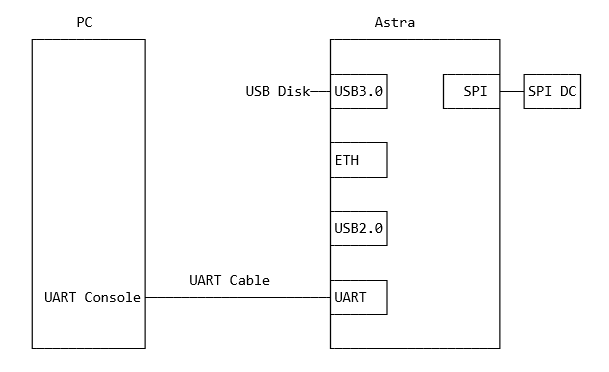 PC
Astra
USB Disk
USB3.0
SPI
SPI DC
ETH
USB2.0
UART Cable
UART Console
UART